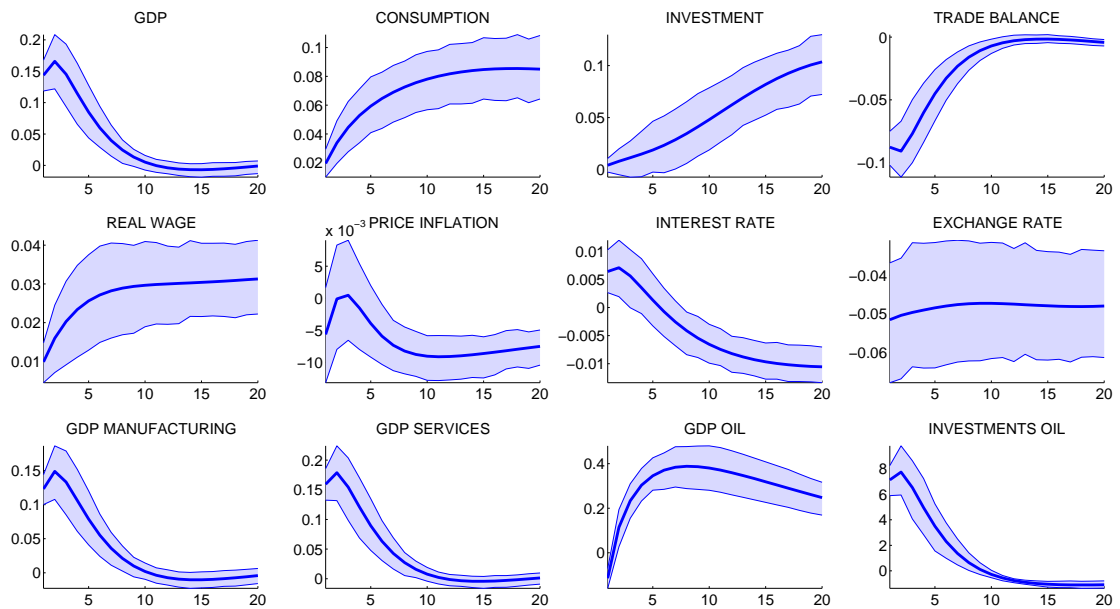 GDP
0.2
0.15
0.1
0.05
0
5 10 15 20
CONSUMPTION
0.1
0.08
0.06
0.04
0.02
5 10 15 20
INVESTMENT
0.1
0.05
0
5 10 15 20
TRADE BALANCE
0
−0.05
−0.1
5 10 15 20
REAL WAGE
0.04
0.03
0.02
0.01
5 10 15 20
x 10⁻³ PRICE INFLATION
5
0
−5
−10
5 10 15 20
INTEREST RATE
0.01
0.005
0
−0.005
−0.01
5 10 15 20
EXCHANGE RATE
−0.04
−0.05
−0.06
5 10 15 20
GDP MANUFACTURING
0.15
0.1
0.05
0
5 10 15 20
GDP SERVICES
0.2
0.15
0.1
0.05
0
5 10 15 20
GDP OIL
0.4
0.2
0
5 10 15 20
INVESTMENTS OIL
8
6
4
2
0
5 10 15 20